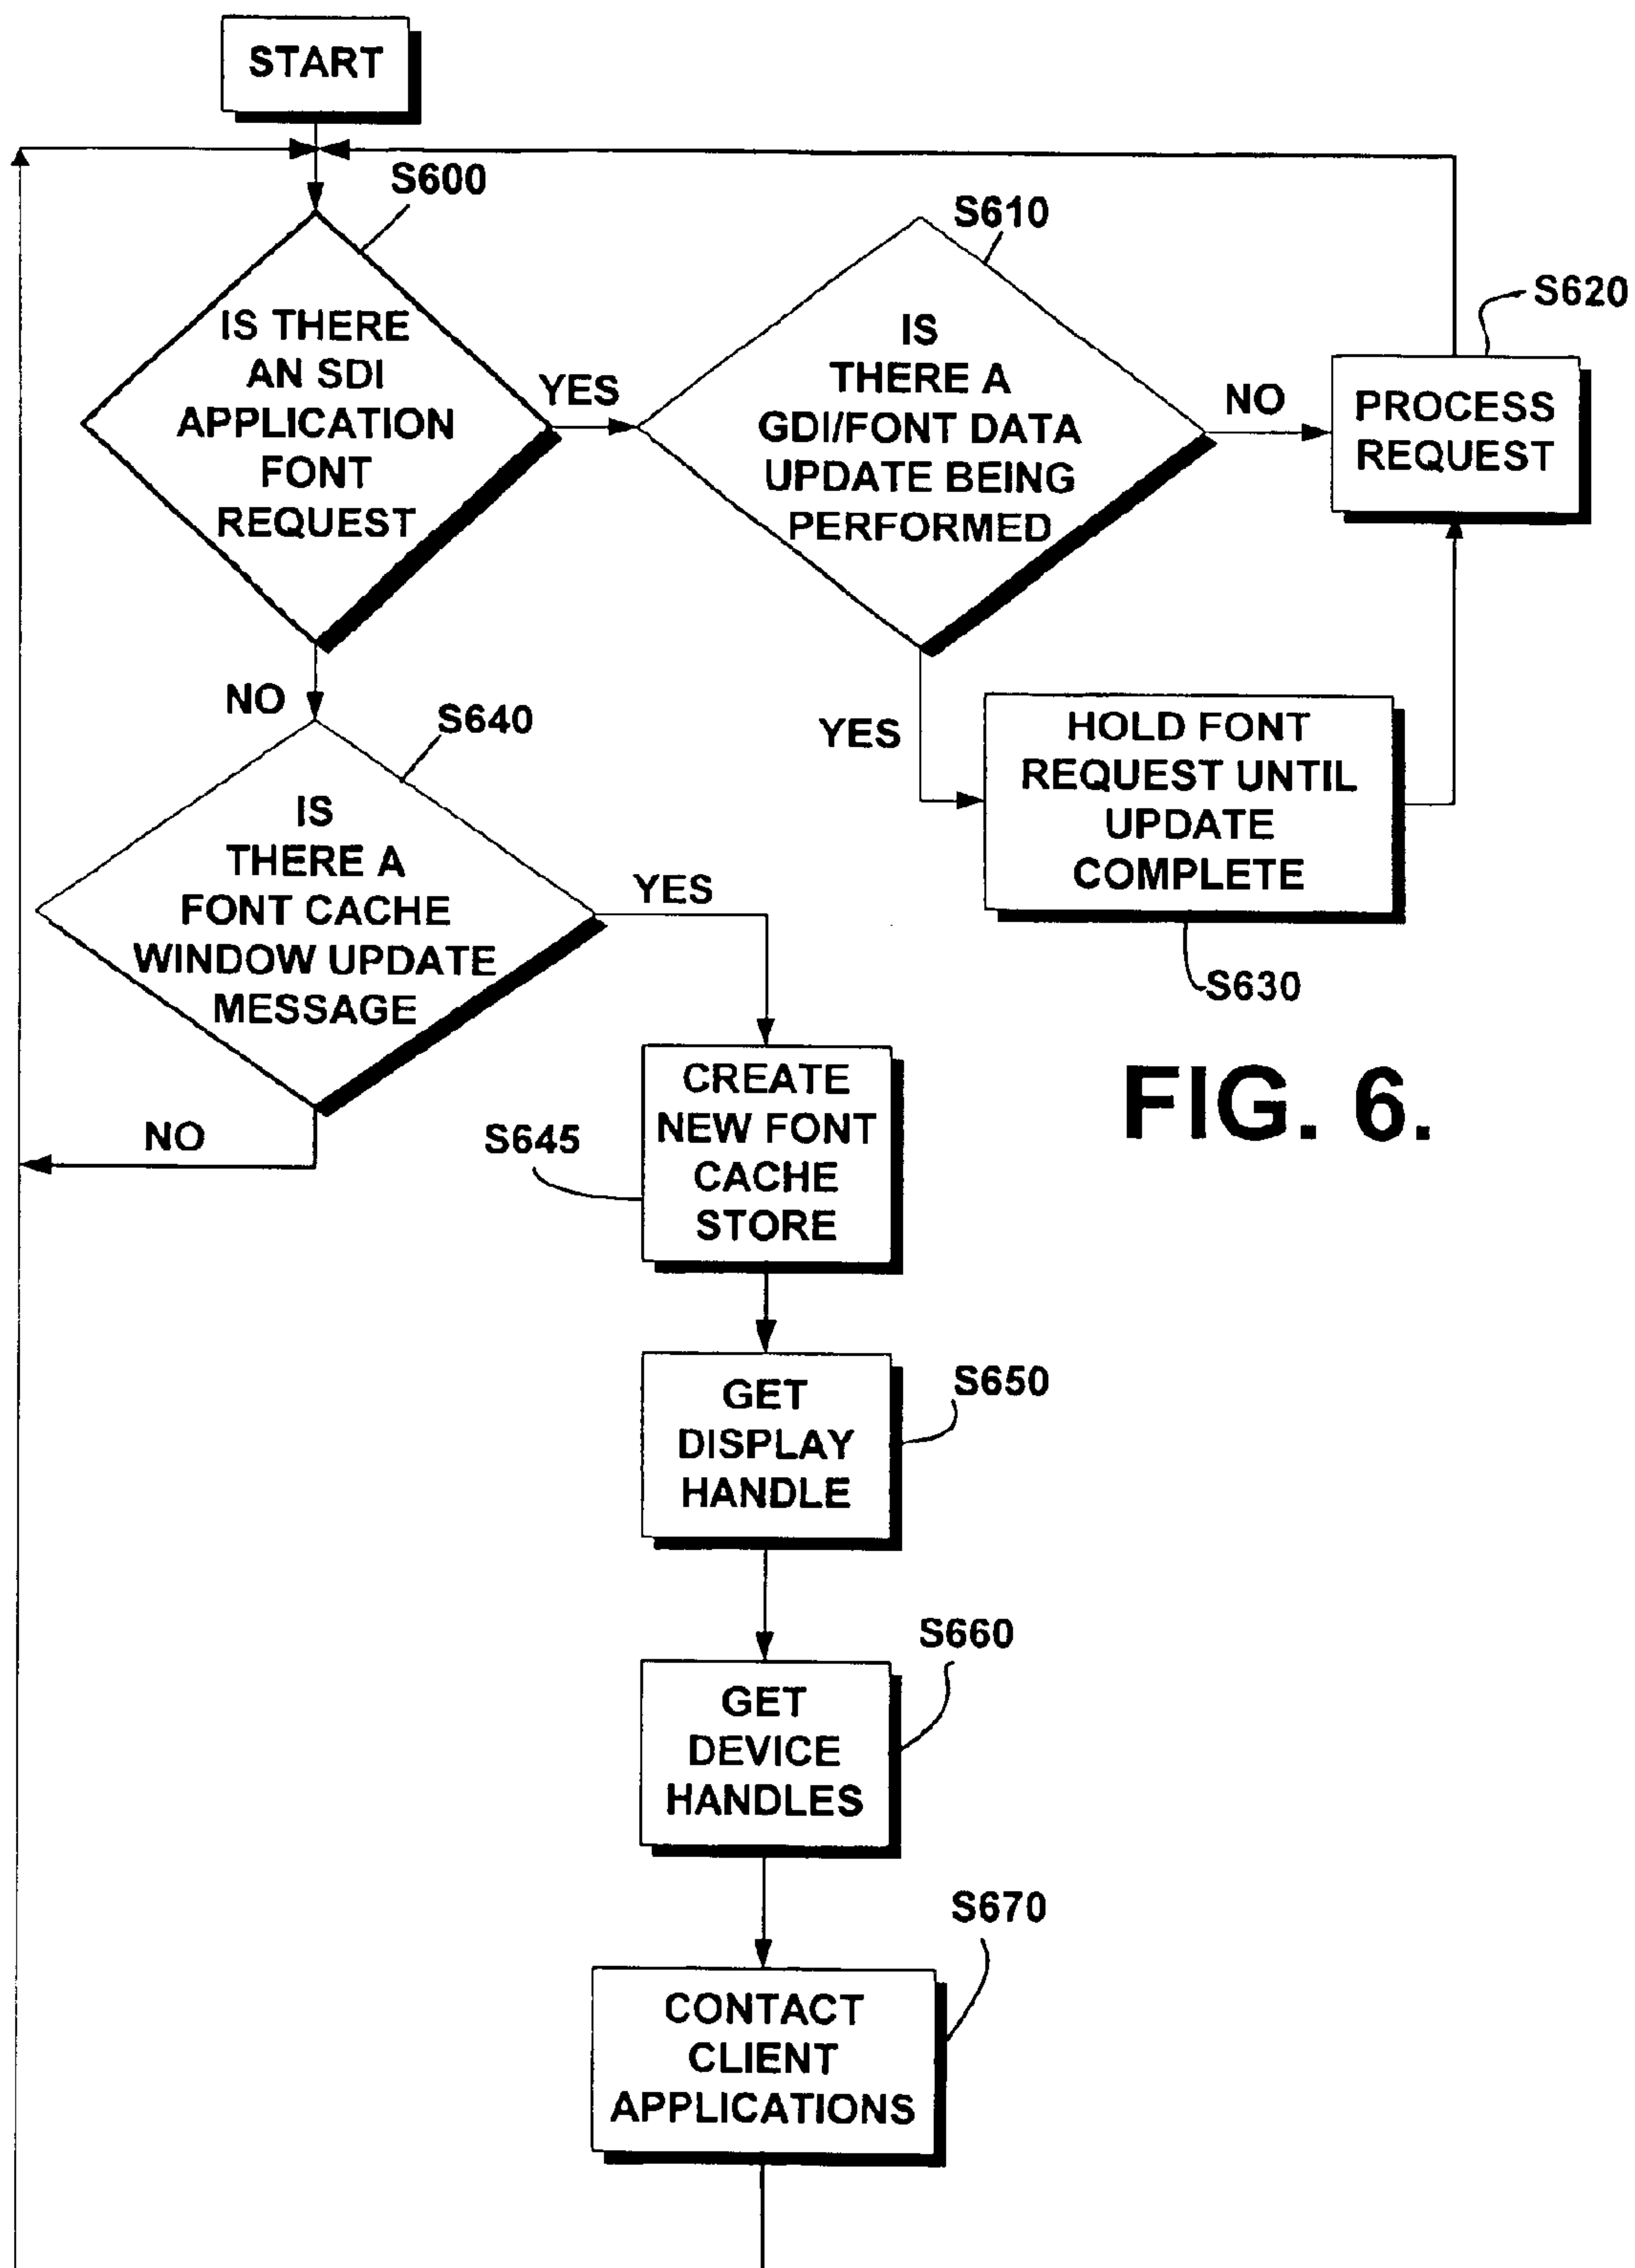 START
S600
IS THERE
AN SDI
APPLICATION
FONT
REQUEST
YES
S610
IS
THERE A
GDI/FONT DATA
UPDATE BEING
PERFORMED
NO
S620
PROCESS
REQUEST
YES
HOLD FONT
REQUEST UNTIL
UPDATE
COMPLETE
S630
NO
S640
IS
THERE A
FONT CACHE
WINDOW UPDATE
MESSAGE
YES
NO
S645
CREATE
NEW FONT
CACHE
STORE
FIG. 6.
S650
GET
DISPLAY
HANDLE
S660
GET
DEVICE
HANDLES
S670
CONTACT
CLIENT
APPLICATIONS